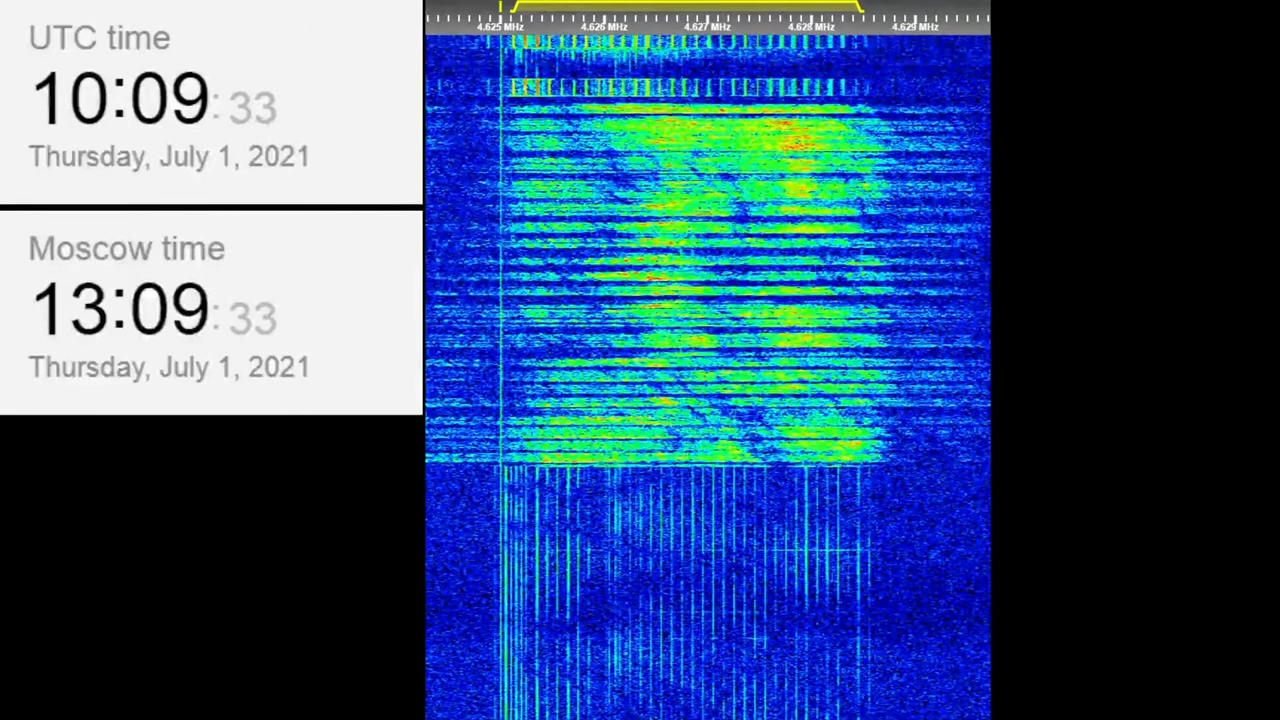 UTC time
10:09:33
Thursday, July 1, 2021
Moscow time
13:09:33
Thursday, July 1, 2021
4.625 MHz 4.626 MHz 4.627 MHz 4.628 MHz 4.629 MHz